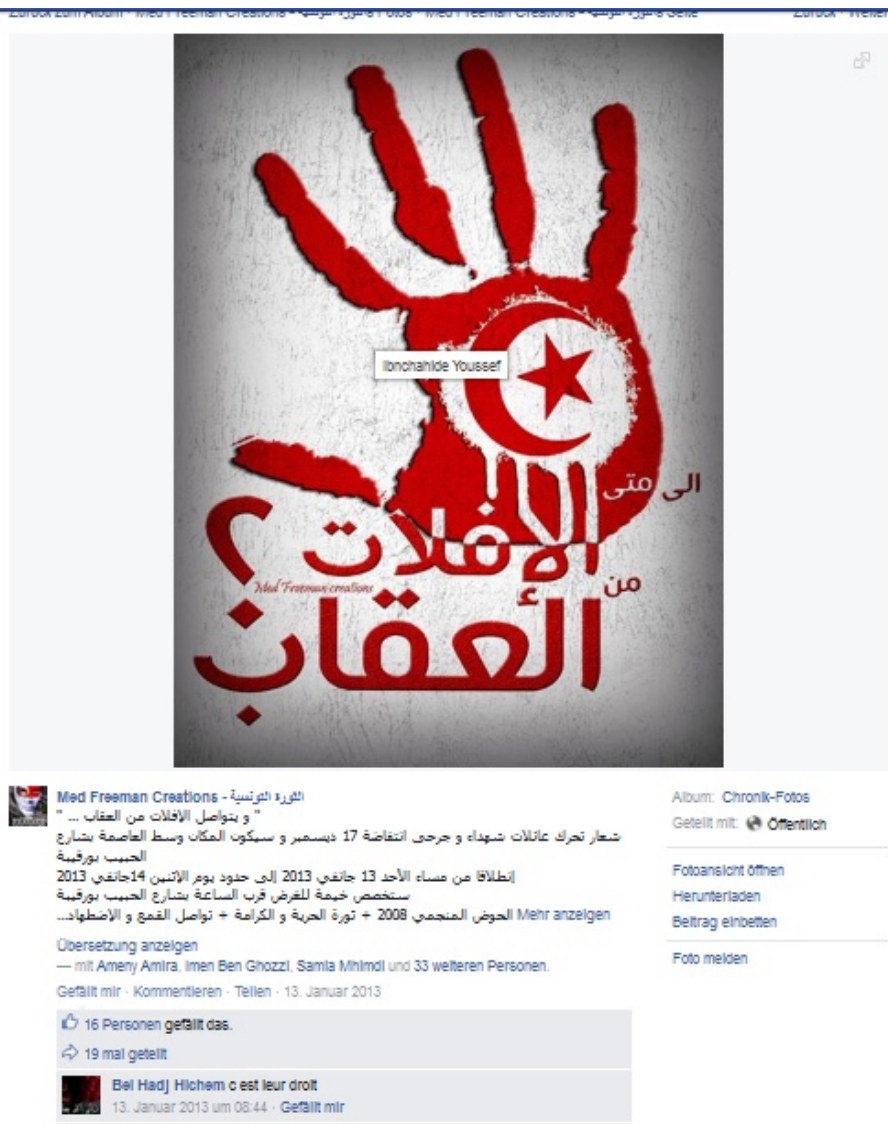 Ibnchahide Youssef
الى متى
الإفلات
من
العقاب ؟
Med Freeman creations
Med Freeman Creations - الثورة التونسية
" و يتواصل الإفلات من العقاب ... "
شعار تحرك عائلات شهداء و جرحى انتفاضة 17 ديسمبر و سيكون المكان وسط العاصمة بشارع
الحبيب بورقيبة
إنطلاقا من مساء الأحد 13 جانفي 2013 إلى حدود يوم الإثنين 14جانفي 2013
ستخصص خيمة للغرض قرب الساعة بشارع الحبيب بورقيبة
الحوض المنجمي 2008 + ثورة الحرية و الكرامة + تواصل القمع و الإضطهاد... Mehr anzeigen
Übersetzung anzeigen
— mit Ameny Amira, Imen Ben Ghozzi, Samia Mhimdi und 33 weiteren Personen.
Gefällt mir · Kommentieren · Teilen · 13. Januar 2013
16 Personen gefällt das.
19 mal geteilt
Bel Hadj Hichem c est leur droit
13. Januar 2013 um 08:44 · Gefällt mir
Album: Chronik-Fotos
Geteilt mit: Öffentlich
Fotoansicht öffnen
Herunterladen
Beitrag einbetten
Foto melden